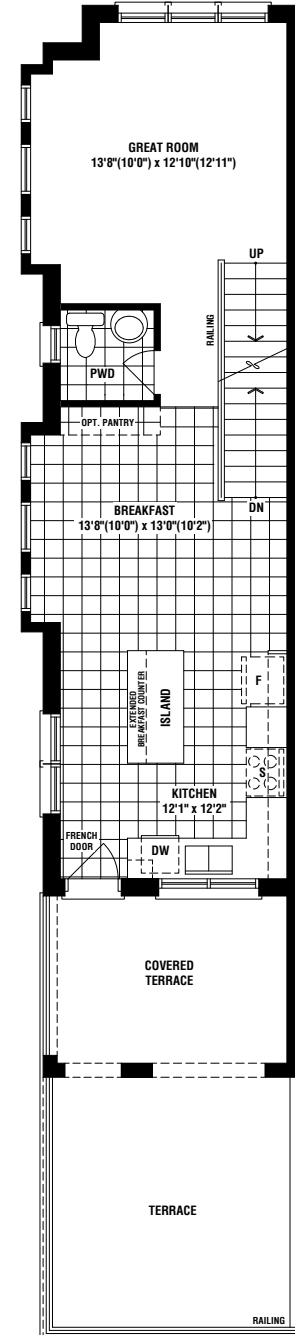 GREAT ROOM
13'8"(10'0") x 12'10"(12'11")
UP
RAILING
PWD
OPT. PANTRY
BREAKFAST
13'8"(10'0") x 13'0"(10'2")
DN
F
EXTENDED
BREAKFAST COUNTER
ISLAND
S
KITCHEN
12'1" x 12'2"
FRENCH
DOOR
DW
COVERED
TERRACE
TERRACE
RAILING